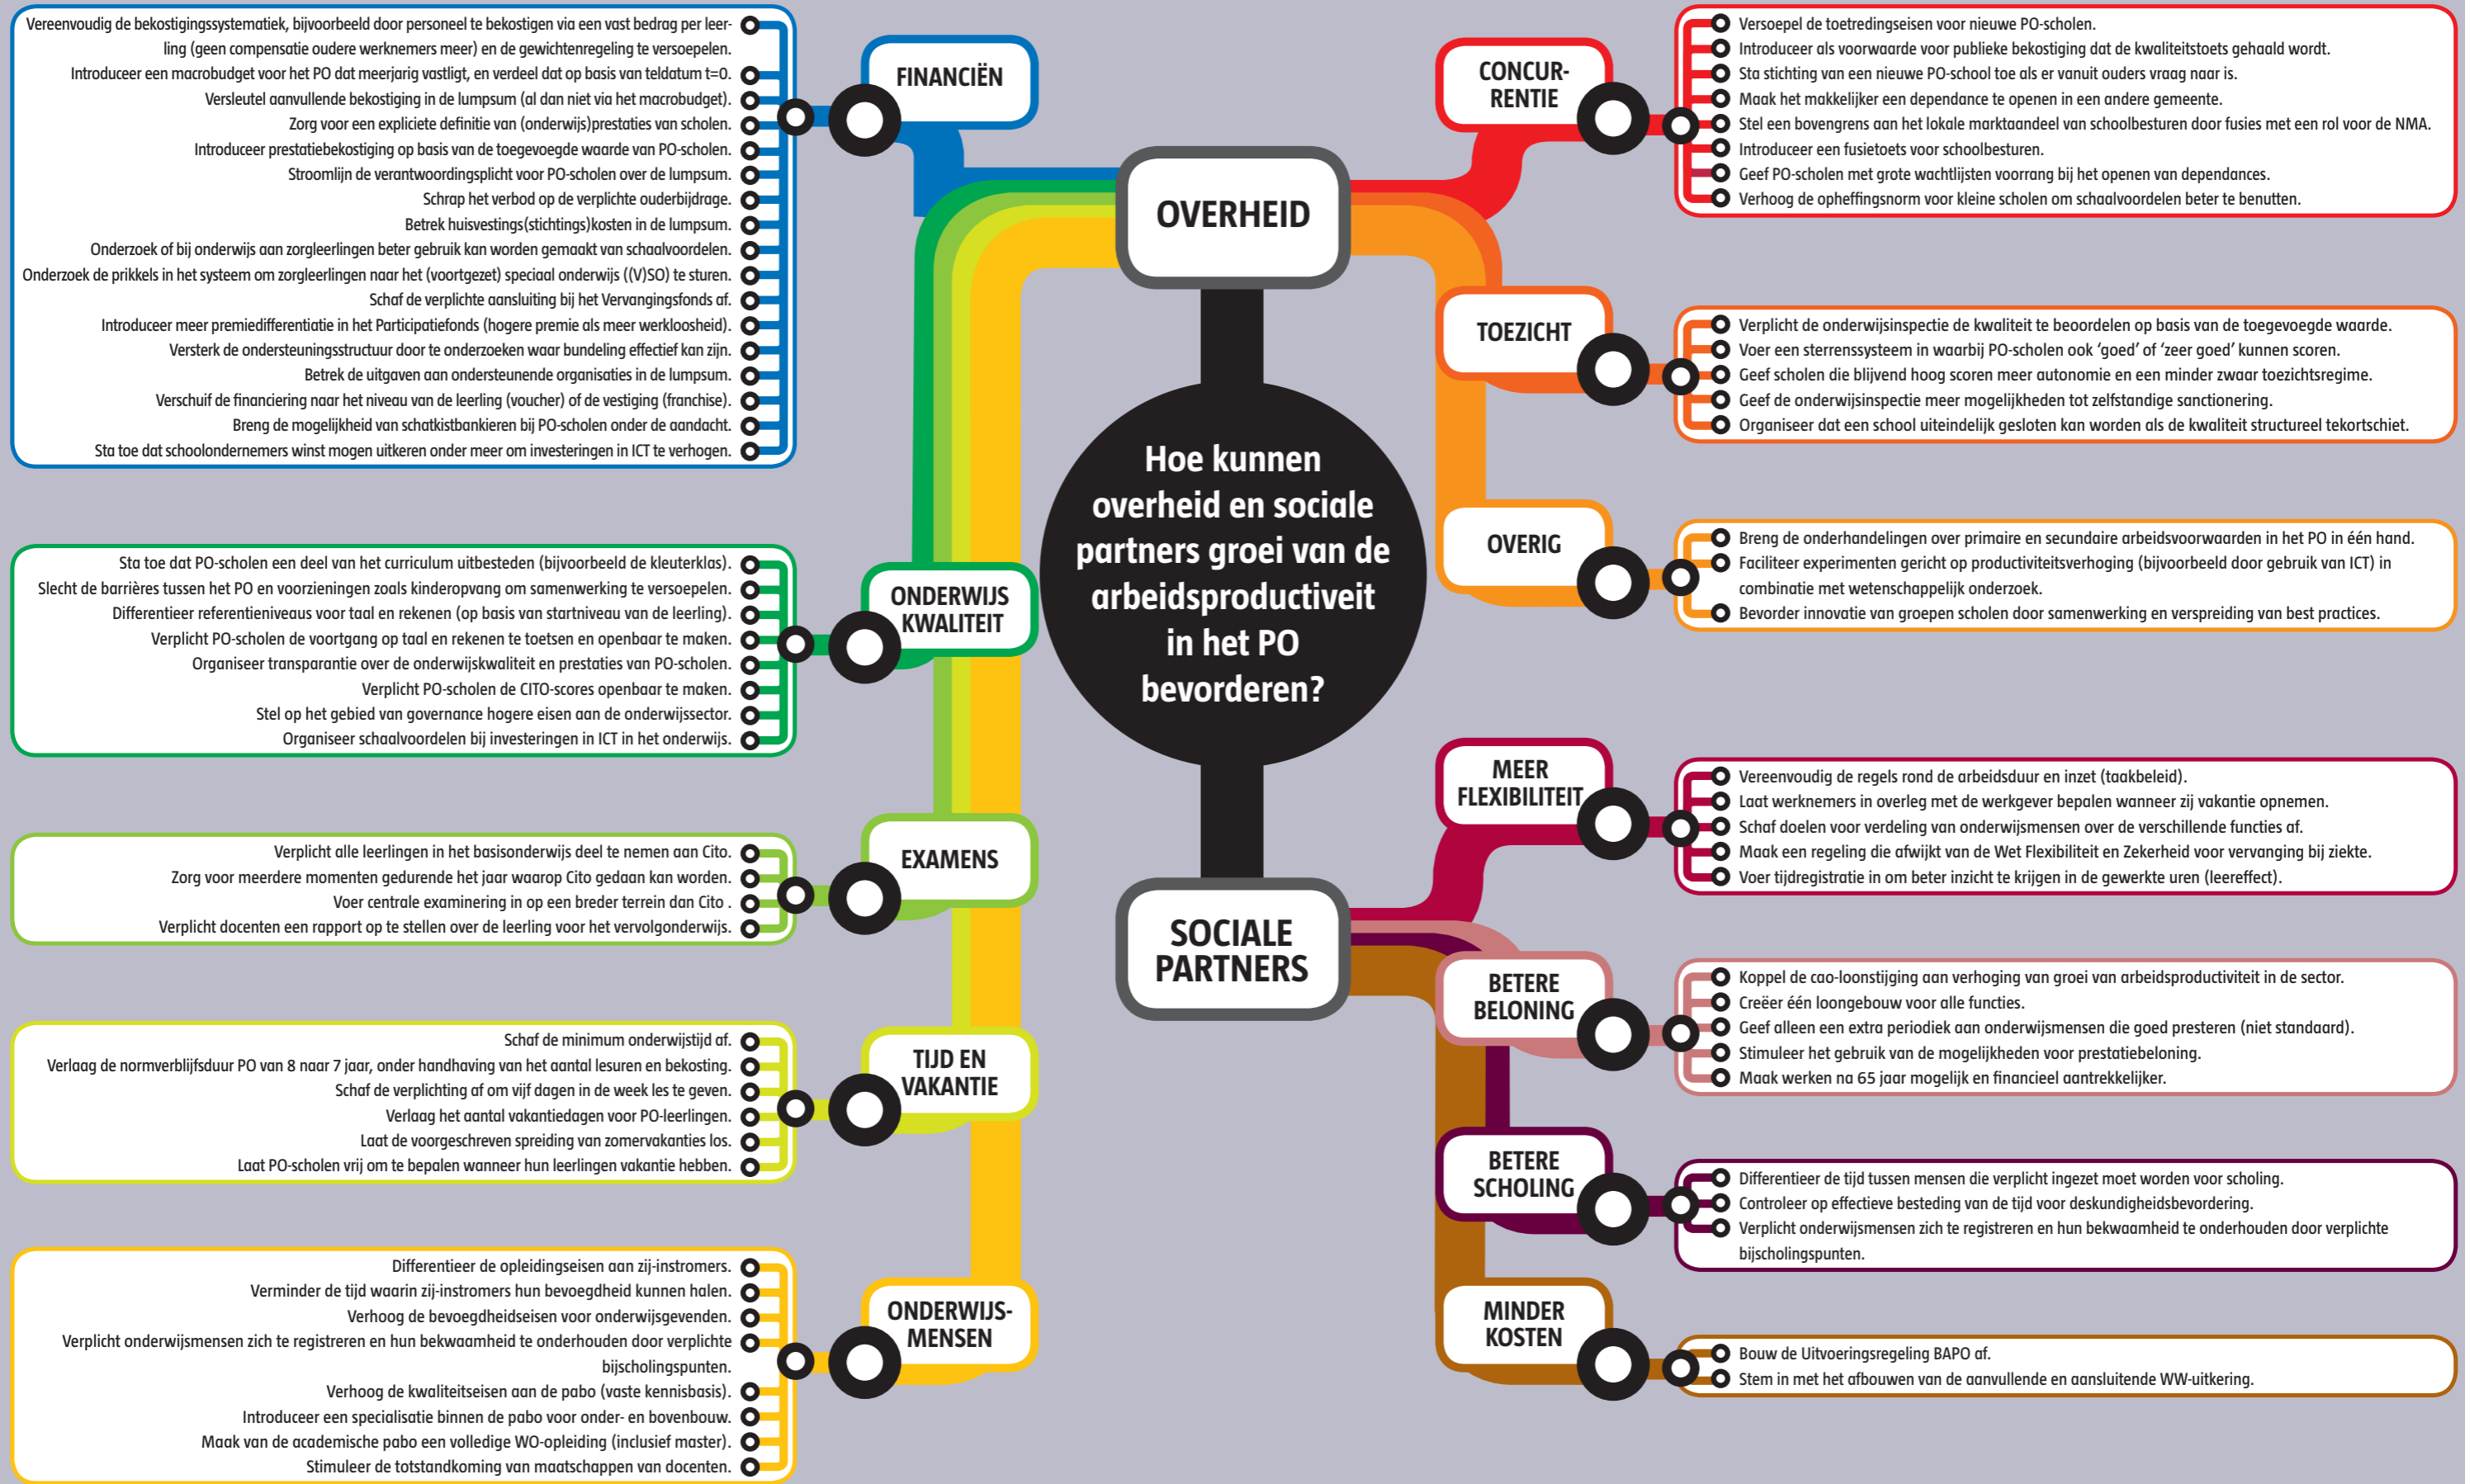 Vereenvoudig de bekostigingssystematiek, bijvoorbeeld door personeel te bekostigen via een vast bedrag per leer-
ling (geen compensatie oudere werknemers meer) en de gewichtenregeling te versoepelen.
Introduceer een macrobudget voor het PO dat meerjarig vastligt, en verdeel dat op basis van teldatum t=0.
Versleutel aanvullende bekostiging in de lumpsum (al dan niet via het macrobudget).
Zorg voor een expliciete definitie van (onderwijs)prestaties van scholen.
Introduceer prestatiebekostiging op basis van de toegevoegde waarde van PO-scholen.
Stroomlijn de verantwoordingsplicht voor PO-scholen over de lumpsum.
Schrap het verbod op de verplichte ouderbijdrage.
Betrek huisvestings(stichtings)kosten in de lumpsum.
Onderzoek of bij onderwijs aan zorgleerlingen beter gebruik kan worden gemaakt van schaalvoordelen.
Onderzoek de prikkels in het systeem om zorgleerlingen naar het (voortgezet) speciaal onderwijs ((V)SO) te sturen.
Schaf de verplichte aansluiting bij het Vervangingsfonds af.
Introduceer meer premiedifferentiatie in het Participatiefonds (hogere premie als meer werkloosheid).
Versterk de ondersteuningsstructuur door te onderzoeken waar bundeling effectief kan zijn.
Betrek de uitgaven aan ondersteunende organisaties in de lumpsum.
Verschuif de financiering naar het niveau van de leerling (voucher) of de vestiging (franchise).
Breng de mogelijkheid van schatkistbankieren bij PO-scholen onder de aandacht.
Sta toe dat schoolondernemers winst mogen uitkeren onder meer om investeringen in ICT te verhogen.
FINANCIËN
Sta toe dat PO-scholen een deel van het curriculum uitbesteden (bijvoorbeeld de kleuterklas).
Slecht de barrières tussen het PO en voorzieningen zoals kinderopvang om samenwerking te versoepelen.
Differentieer referentieniveaus voor taal en rekenen (op basis van startniveau van de leerling).
Verplicht PO-scholen de voortgang op taal en rekenen te toetsen en openbaar te maken.
Organiseer transparantie over de onderwijskwaliteit en prestaties van PO-scholen.
Verplicht PO-scholen de CITO-scores openbaar te maken.
Stel op het gebied van governance hogere eisen aan de onderwijssector.
Organiseer schaalvoordelen bij investeringen in ICT in het onderwijs.
ONDERWIJS
KWALITEIT
Verplicht alle leerlingen in het basisonderwijs deel te nemen aan Cito.
Zorg voor meerdere momenten gedurende het jaar waarop Cito gedaan kan worden.
Voer centrale examinering in op een breder terrein dan Cito .
Verplicht docenten een rapport op te stellen over de leerling voor het vervolgonderwijs.
EXAMENS
Schaf de minimum onderwijstijd af.
Verlaag de normverblijfsduur PO van 8 naar 7 jaar, onder handhaving van het aantal lesuren en bekosting.
Schaf de verplichting af om vijf dagen in de week les te geven.
Verlaag het aantal vakantiedagen voor PO-leerlingen.
Laat de voorgeschreven spreiding van zomervakanties los.
Laat PO-scholen vrij om te bepalen wanneer hun leerlingen vakantie hebben.
TIJD EN
VAKANTIE
Differentieer de opleidingseisen aan zij-instromers.
Verminder de tijd waarin zij-instromers hun bevoegdheid kunnen halen.
Verhoog de bevoegdheidseisen voor onderwijsgevenden.
Verplicht onderwijsmensen zich te registreren en hun bekwaamheid te onderhouden door verplichte
bijscholingspunten.
Verhoog de kwaliteitseisen aan de pabo (vaste kennisbasis).
Introduceer een specialisatie binnen de pabo voor onder- en bovenbouw.
Maak van de academische pabo een volledige WO-opleiding (inclusief master).
Stimuleer de totstandkoming van maatschappen van docenten.
ONDERWIJS-
MENSEN
OVERHEID
Hoe kunnen
overheid en sociale
partners groei van de
arbeidsproductiveit
in het PO
bevorderen?
SOCIALE
PARTNERS
CONCUR-
RENTIE
Versoepel de toetredingseisen voor nieuwe PO-scholen.
Introduceer als voorwaarde voor publieke bekostiging dat de kwaliteitstoets gehaald wordt.
Sta stichting van een nieuwe PO-school toe als er vanuit ouders vraag naar is.
Maak het makkelijker een dependance te openen in een andere gemeente.
Stel een bovengrens aan het lokale marktaandeel van schoolbesturen door fusies met een rol voor de NMA.
Introduceer een fusietoets voor schoolbesturen.
Geef PO-scholen met grote wachtlijsten voorrang bij het openen van dependances.
Verhoog de opheffingsnorm voor kleine scholen om schaalvoordelen beter te benutten.
TOEZICHT
Verplicht de onderwijsinspectie de kwaliteit te beoordelen op basis van de toegevoegde waarde.
Voer een sterrenssysteem in waarbij PO-scholen ook ‘goed’ of ‘zeer goed’ kunnen scoren.
Geef scholen die blijvend hoog scoren meer autonomie en een minder zwaar toezichtsregime.
Geef de onderwijsinspectie meer mogelijkheden tot zelfstandige sanctionering.
Organiseer dat een school uiteindelijk gesloten kan worden als de kwaliteit structureel tekortschiet.
OVERIG
Breng de onderhandelingen over primaire en secundaire arbeidsvoorwaarden in het PO in één hand.
Faciliteer experimenten gericht op productiviteitsverhoging (bijvoorbeeld door gebruik van ICT) in
combinatie met wetenschappelijk onderzoek.
Bevorder innovatie van groepen scholen door samenwerking en verspreiding van best practices.
MEER
FLEXIBILITEIT
Vereenvoudig de regels rond de arbeidsduur en inzet (taakbeleid).
Laat werknemers in overleg met de werkgever bepalen wanneer zij vakantie opnemen.
Schaf doelen voor verdeling van onderwijsmensen over de verschillende functies af.
Maak een regeling die afwijkt van de Wet Flexibiliteit en Zekerheid voor vervanging bij ziekte.
Voer tijdregistratie in om beter inzicht te krijgen in de gewerkte uren (leereffect).
BETERE
BELONING
Koppel de cao-loonstijging aan verhoging van groei van arbeidsproductiviteit in de sector.
Creëer één loongebouw voor alle functies.
Geef alleen een extra periodiek aan onderwijsmensen die goed presteren (niet standaard).
Stimuleer het gebruik van de mogelijkheden voor prestatiebeloning.
Maak werken na 65 jaar mogelijk en financieel aantrekkelijker.
BETERE
SCHOLING
Differentieer de tijd tussen mensen die verplicht ingezet moet worden voor scholing.
Controleer op effectieve besteding van de tijd voor deskundigheidsbevordering.
Verplicht onderwijsmensen zich te registreren en hun bekwaamheid te onderhouden door verplichte
bijscholingspunten.
MINDER
KOSTEN
Bouw de Uitvoeringsregeling BAPO af.
Stem in met het afbouwen van de aanvullende en aansluitende WW-uitkering.